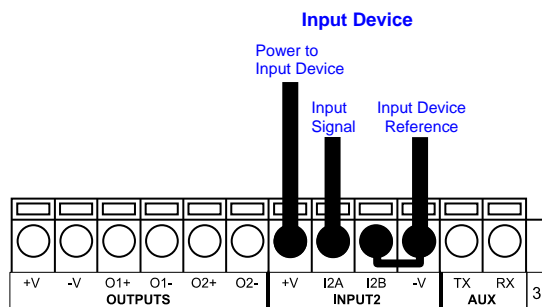 Input Device
Power to
Input Device
Input
Signal
Input Device
Reference
+V -V O1+ O1- O2+ O2- +V I2A I2B -V TX RX
OUTPUTS INPUT2 AUX 3